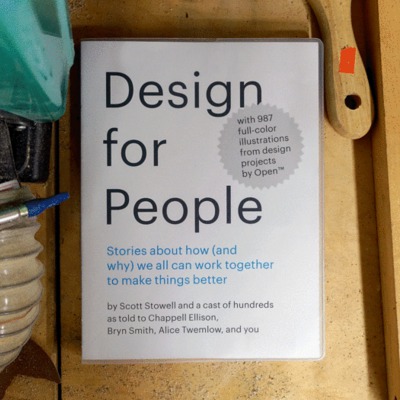 Design
for
People
with 987
full-color
illustrations
from design
projects
by Open™
Stories about how (and
why) we all can work together
to make things better
by Scott Stowell and a cast of hundreds
as told to Chappell Ellison,
Bryn Smith, Alice Twemlow, and you